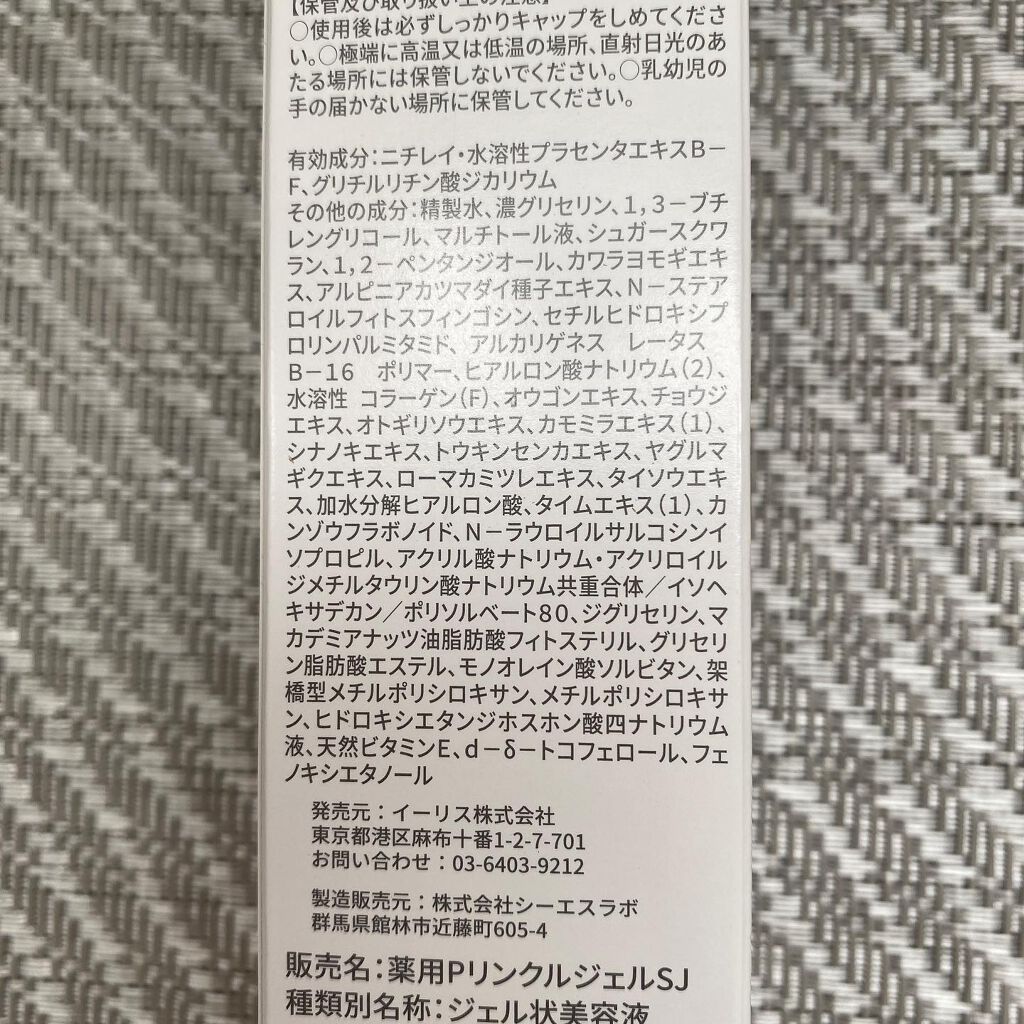 【保管及び取り扱い上の注意】
○使用後は必ずしっかりキャップをしめてくださ
い。○極端に高温又は低温の場所、直射日光のあ
たる場所には保管しないでください。○乳幼児の
手の届かない場所に保管してください。
有効成分:ニチレイ・水溶性プラセンタエキスB－
F、グリチルリチン酸ジカリウム
その他の成分:精製水、濃グリセリン、1,3－ブチ
レングリコール、マルチトール液、シュガースクワ
ラン、1,2－ペンタンジオール、カワラヨモギエキ
ス、アルピニアカツマダイ種子エキス、N－ステア
ロイルフィトスフィンゴシン、セチルヒドロキシプ
ロリンパルミタミド、アルカリゲネス レータス
B－16 ポリマー、ヒアルロン酸ナトリウム(2)、
水溶性 コラーゲン(F)、オウゴンエキス、チョウジ
エキス、オトギリソウエキス、カモミラエキス(1)、
シナノキエキス、トウキンセンカエキス、ヤグルマ
ギクエキス、ローマカミツレエキス、タイソウエキ
ス、加水分解ヒアルロン酸、タイムエキス(1)、カ
ンゾウフラボノイド、N－ラウロイルサルコシンイ
ソプロピル、アクリル酸ナトリウム・アクリロイル
ジメチルタウリン酸ナトリウム共重合体／イソヘ
キサデカン／ポリソルベート80、ジグリセリン、マ
カデミアナッツ油脂肪酸フィトステリル、グリセリ
ン脂肪酸エステル、モノオレイン酸ソルビタン、架
橋型メチルポリシロキサン、メチルポリシロキサ
ン、ヒドロキシエタンジホスホン酸四ナトリウム
液、天然ビタミンE、d－δ－トコフェロール、フェ
ノキシエタノール
発売元：イーリス株式会社
東京都港区麻布十番1-2-7-701
お問い合わせ：03-6403-9212
製造販売元：株式会社シーエスラボ
群馬県館林市近藤町605-4
販売名：薬用PリンクルジェルSJ
種類別名称：ジェル状美容液